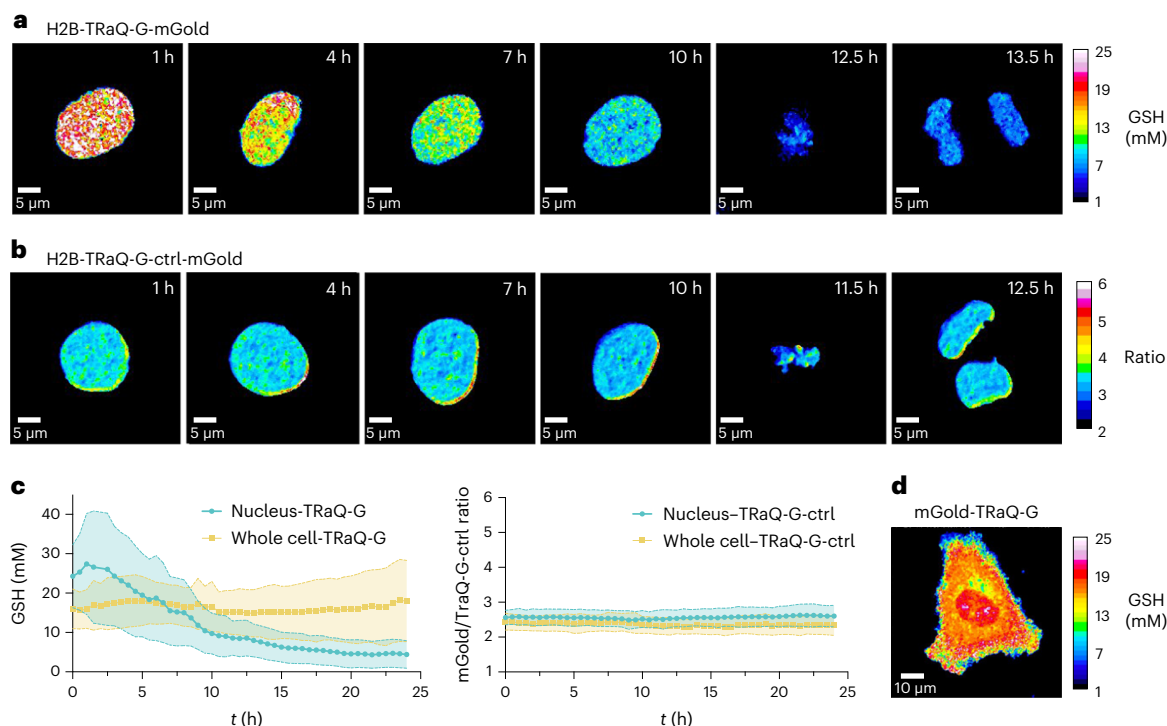 a
H2B-TRaQ-G-mGold
1 h
4 h
7 h
10 h
12.5 h
13.5 h
5 µm
5 µm
5 µm
5 µm
5 µm
5 µm
25
19
13
7
1
GSH
(mM)
b
H2B-TRaQ-G-ctrl-mGold
1 h
4 h
7 h
10 h
11.5 h
12.5 h
5 µm
5 µm
5 µm
5 µm
5 µm
5 µm
6
5
4
3
2
Ratio
c
GSH (mM)
40
30
20
10
0
Nucleus-TRaQ-G
Whole cell-TRaQ-G
0 5 10 15 20 25
t (h)
mGold/TRaQ-G-ctrl ratio
6
5
4
3
2
1
Nucleus–TRaQ-G-ctrl
Whole cell–TRaQ-G-ctrl
0 5 10 15 20 25
t (h)
d
mGold-TRaQ-G
10 µm
25
19
13
7
1
GSH
(mM)